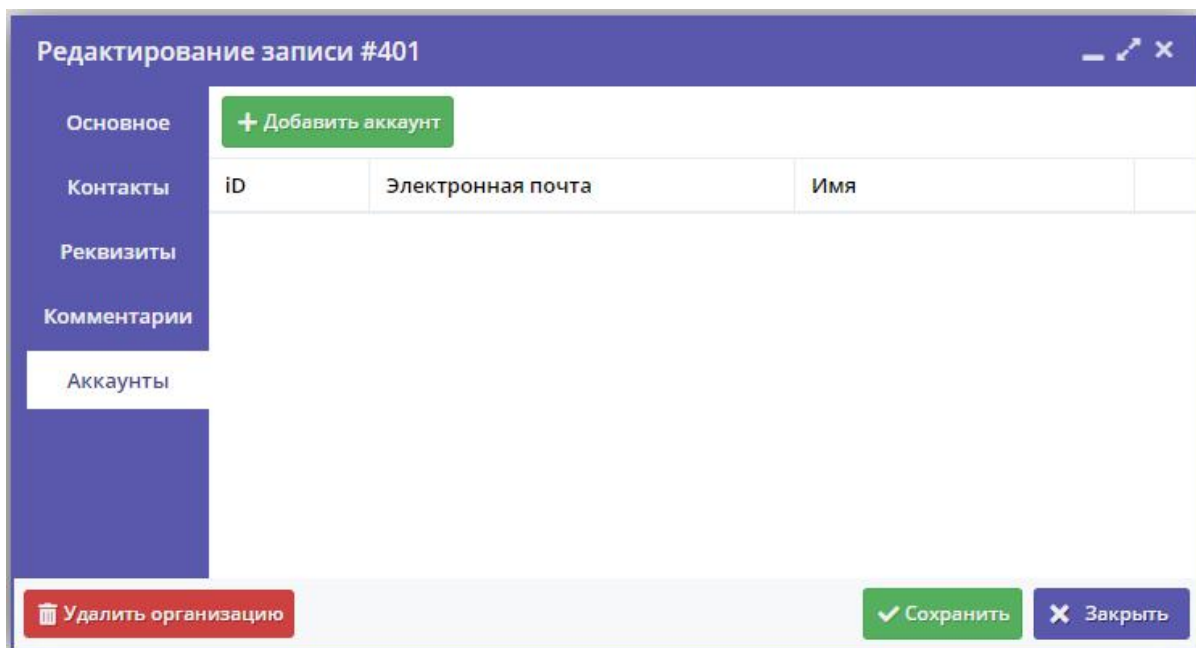 Редактирование записи #401
Основное
+ Добавить аккаунт
Контакты
iD Электронная почта Имя
Реквизиты
Комментарии
Аккаунты
Удалить организацию
Сохранить
Закрыть